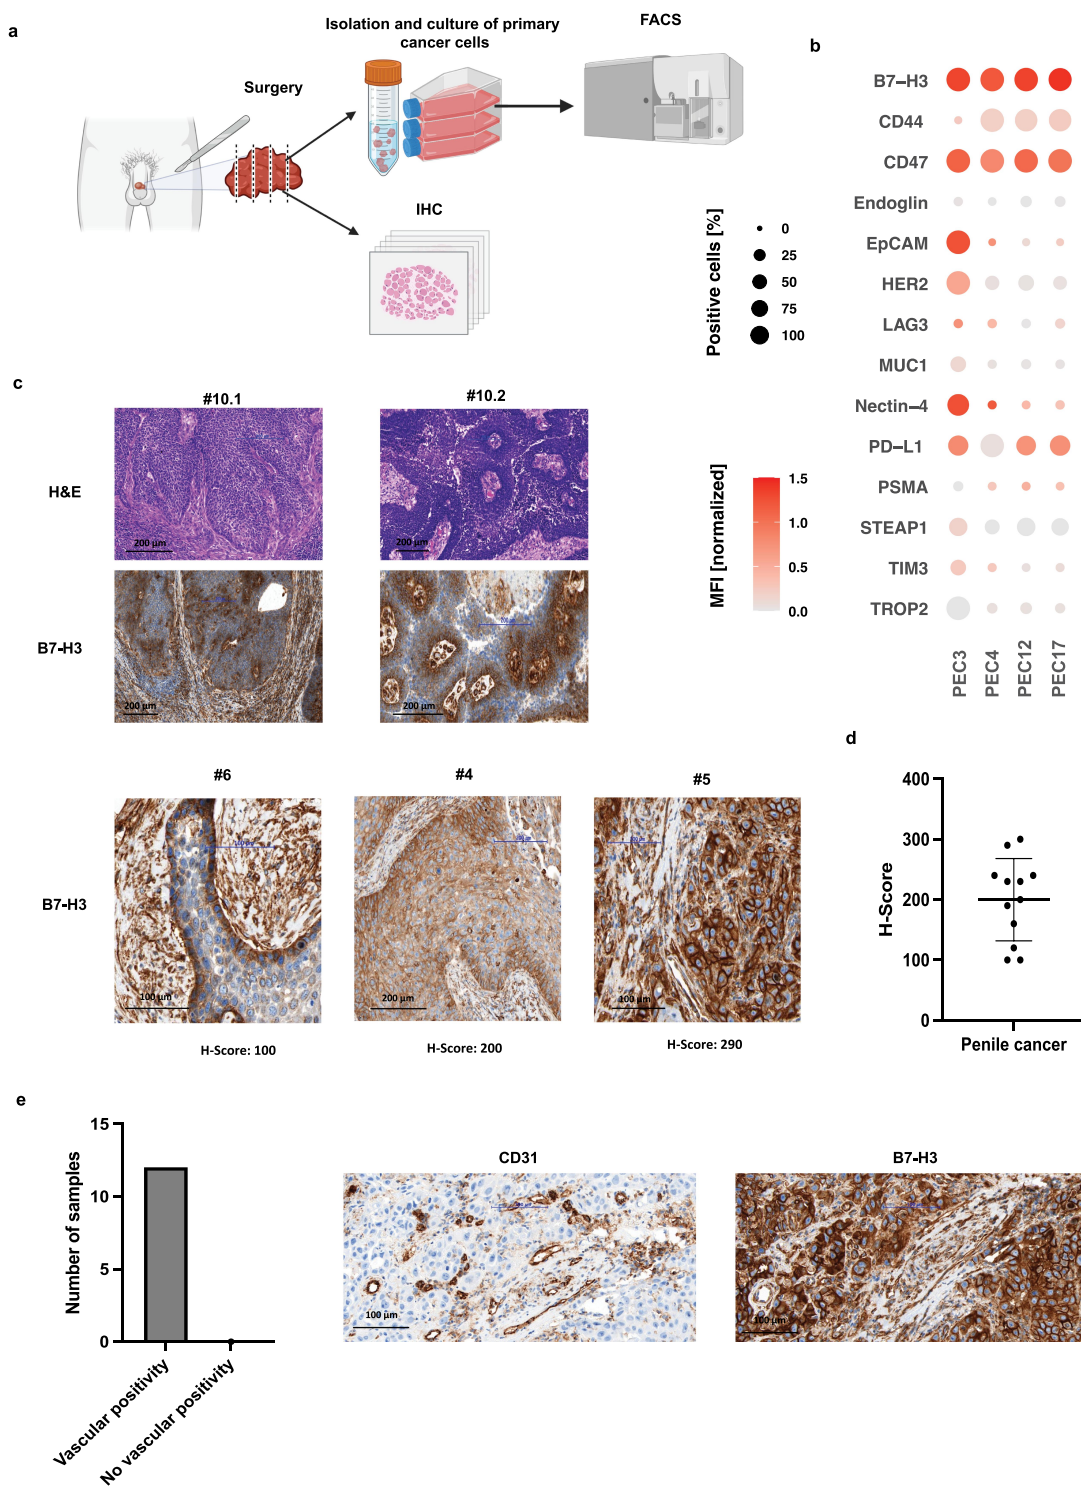 a
Isolation and culture of primary
cancer cells
FACS
Surgery
IHC
b
B7–H3
CD44
CD47
Endoglin
EpCAM
HER2
LAG3
MUC1
Nectin–4
PD–L1
PSMA
STEAP1
TIM3
TROP2
PEC3
PEC4
PEC12
PEC17
Positive cells [%]
0
25
50
75
100
MFI [normalized]
1.5
1.0
0.5
0.0
c
#10.1
#10.2
H&E
200 µm
200 µm
B7-H3
200 µm
200 µm
#6
#4
#5
B7-H3
100 µm
200 µm
100 µm
H-Score: 100
H-Score: 200
H-Score: 290
d
H-Score
400
300
200
100
0
Penile cancer
e
Number of samples
15
10
5
0
Vascular positivity
No vascular positivity
CD31
B7-H3
100 µm
100 µm